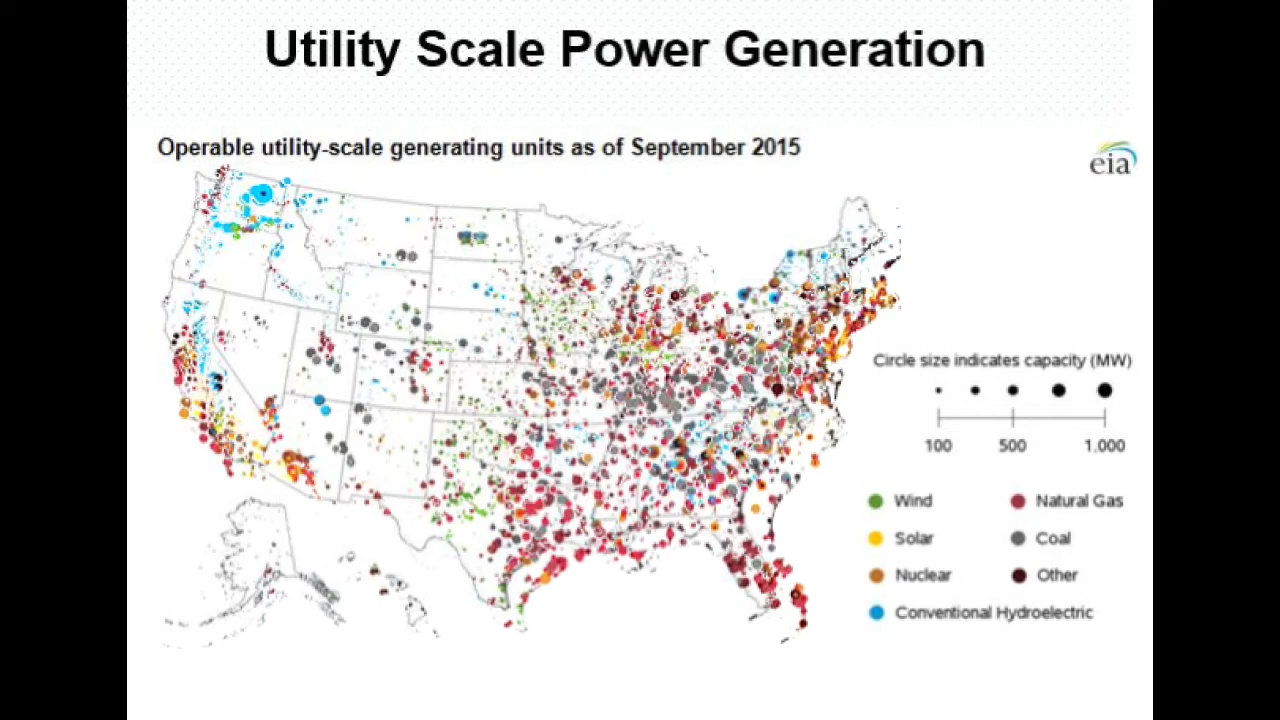 Utility Scale Power Generation
Operable utility-scale generating units as of September 2015
eia
Circle size indicates capacity (MW)
100 500 1,000
Wind Natural Gas
Solar Coal
Nuclear Other
Conventional Hydroelectric